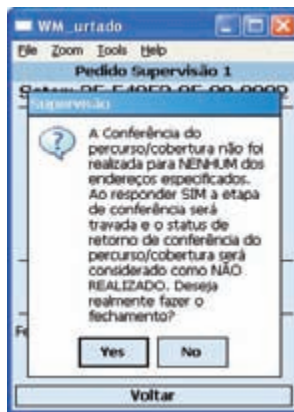 WM_urtado
File Zoom Tools Help
Pedido Supervisão 1
Supervisão
A Conferência do
percurso/cobertura não foi
realizada para NENHUM dos
endereços especificados.
Ao responder SIM a etapa
de conferência será
travada e o status de
retorno de conferência do
percurso/cobertura será
considerado como NÃO
REALIZADO. Deseja
realmente fazer o
fechamento?
Yes No
Voltar